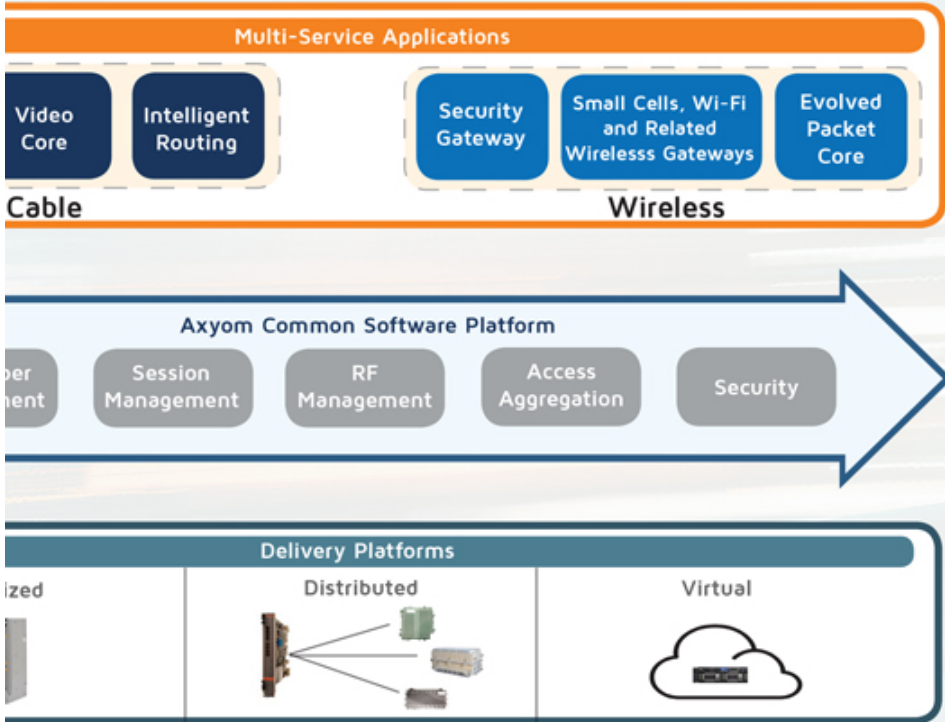 Multi-Service Applications
Video
Core
Intelligent
Routing
Security
Gateway
Small Cells, Wi-Fi
and Related
Wirelesss Gateways
Evolved
Packet
Core
Cable
Wireless
Axyom Common Software Platform
Session
Management
RF
Management
Access
Aggregation
Security
Delivery Platforms
Distributed
Virtual